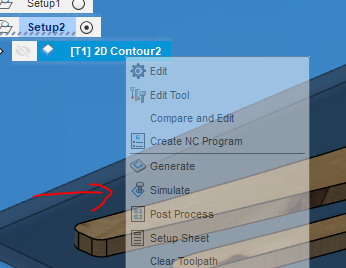 Setup1
Setup2
[T1] 2D Contour2
Edit
Edit Tool
Compare and Edit
Create NC Program
Generate
Simulate
Post Process
Setup Sheet
Clear Toolpath